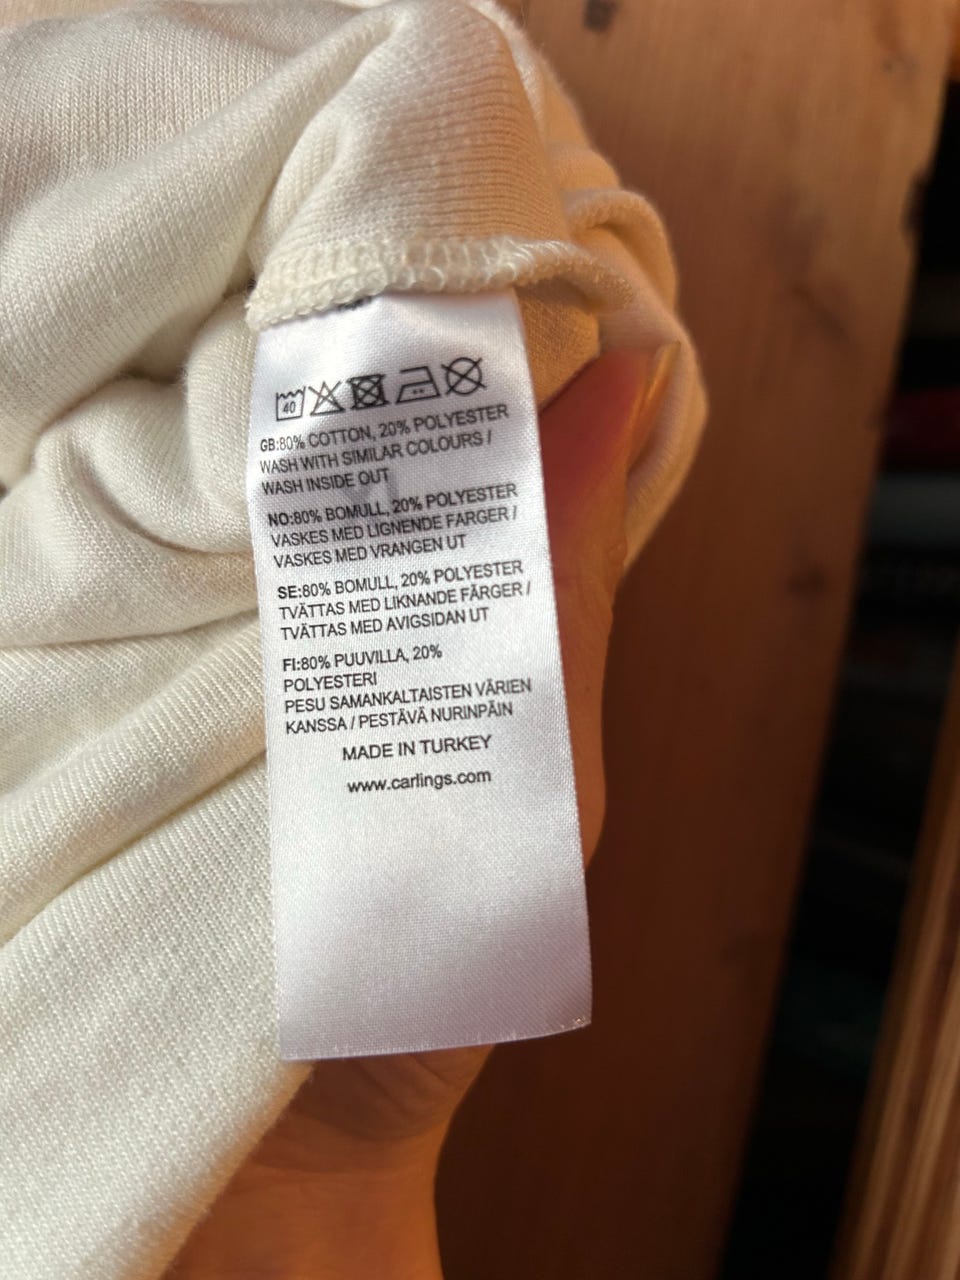 40
GB:80% COTTON, 20% POLYESTER
WASH WITH SIMILAR COLOURS /
WASH INSIDE OUT
NO:80% BOMULL, 20% POLYESTER
VASKES MED LIGNENDE FARGER /
VASKES MED VRANGEN UT
SE:80% BOMULL, 20% POLYESTER
TVÄTTAS MED LIKNANDE FÄRGER /
TVÄTTAS MED AVIGSIDAN UT
FI:80% PUUVILLA, 20%
POLYESTERI
PESU SAMANKALTAISTEN VÄRIEN
KANSSA / PESTÄVÄ NURINPÄIN
MADE IN TURKEY
www.carlings.com